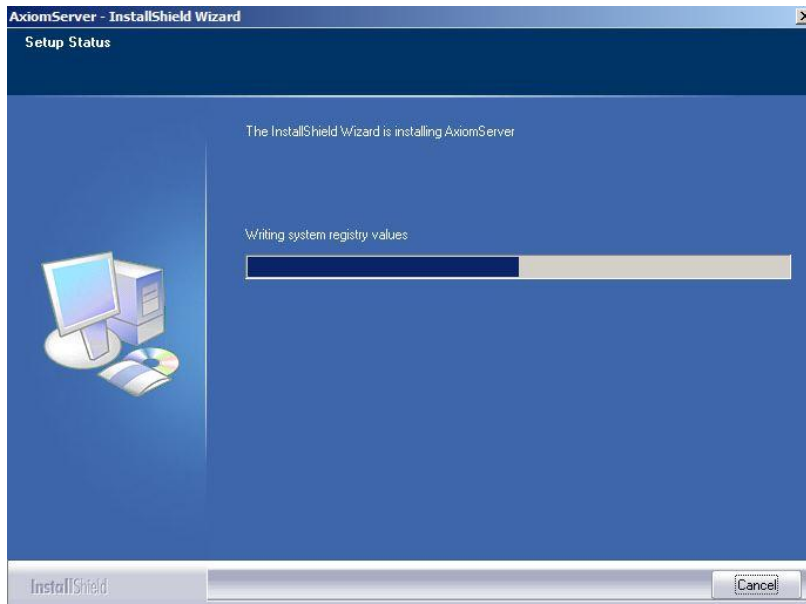 AxiomServer - InstallShield Wizard
Setup Status
The InstallShield Wizard is installing AxiomServer
Writing system registry values
InstallShield
Cancel